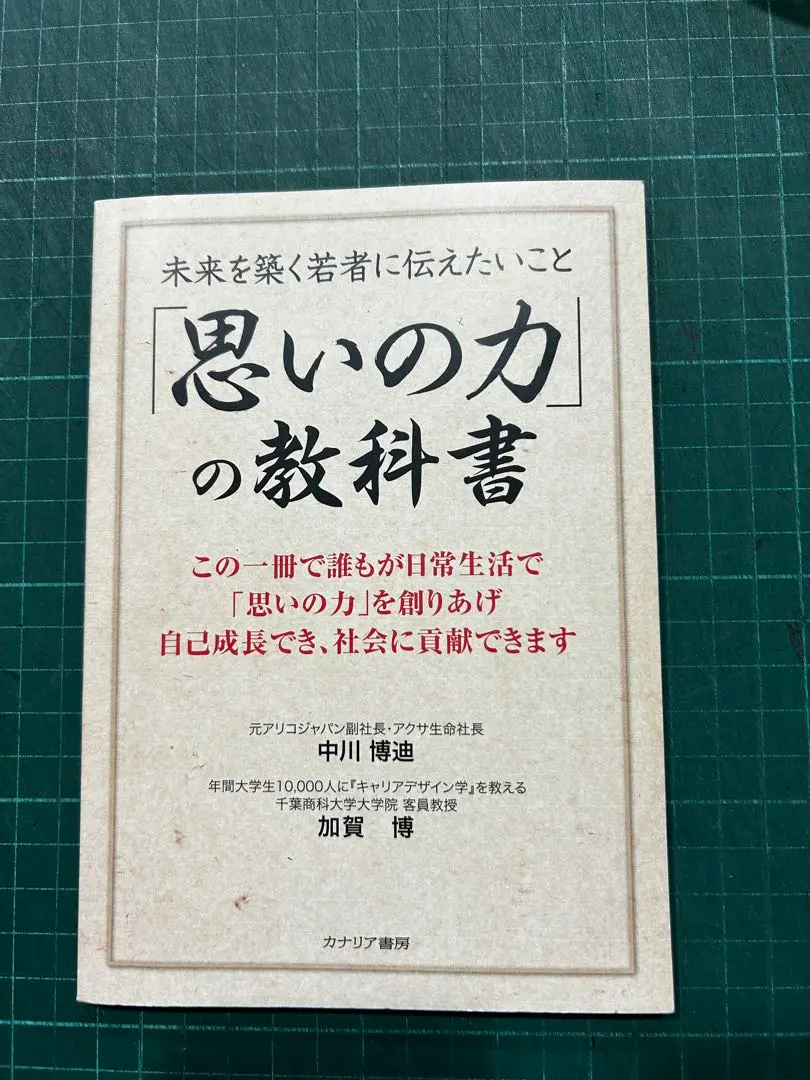 未来を築く若者に伝えたいこと
「思いの力」
の教科書
この一冊で誰もが日常生活で
「思いの力」を創りあげ
自己成長でき、社会に貢献できます
元アリコジャパン副社長・アクサ生命社長
中川 博迪
年間大学生10,000人に『キャリアデザイン学』を教える
千葉商科大学大学院 客員教授
加賀　博
カナリア書房